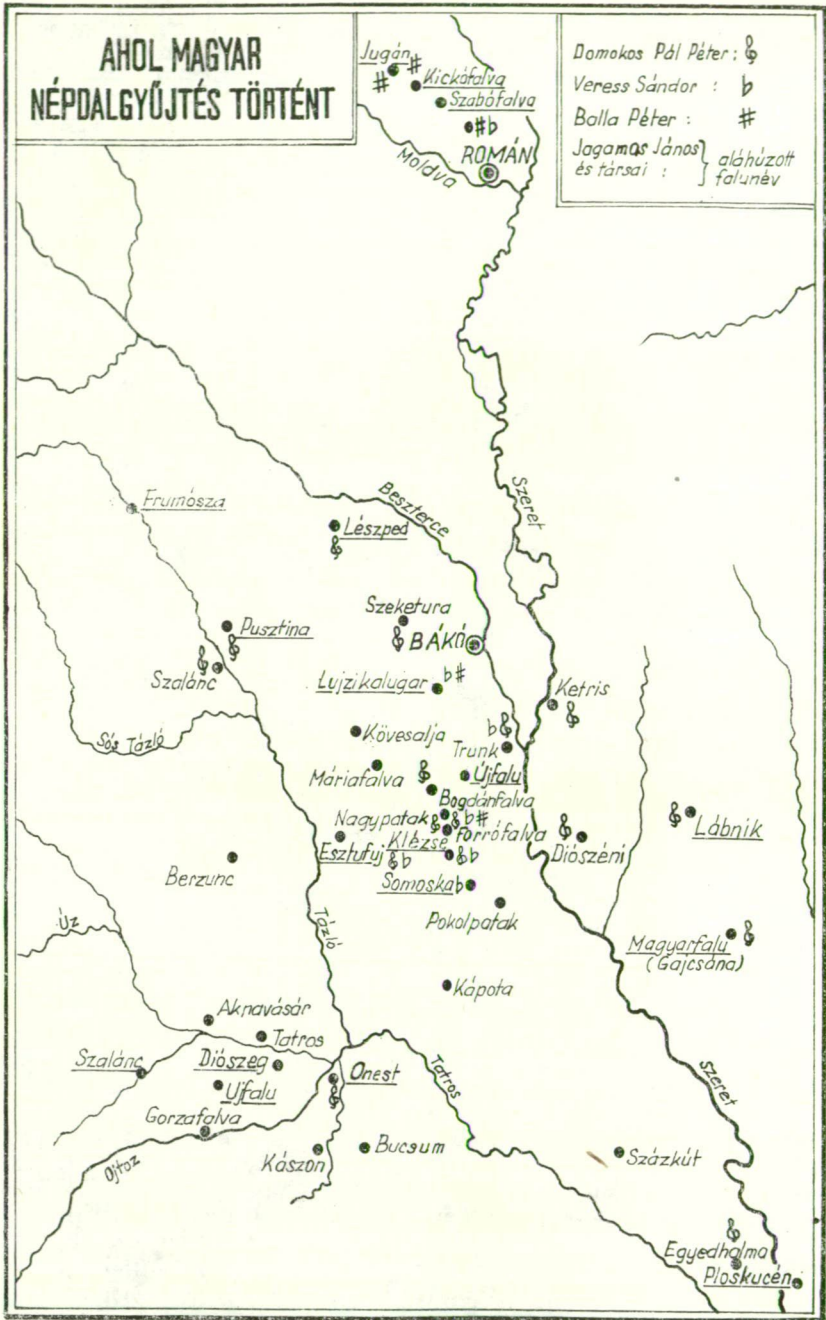 AHOL MAGYAR
NÉPDALGYŰJTÉS TÖRTÉNT
Domokos Pál Péter: 𝄞
Veress Sándor : ♭
Balla Péter : ♯
Jagamas János
és társai : } aláhúzott
falunév
Jugán
♯ ♯
Kickófalva
Szabófalva
♯♭
ROMÁN
Moldva
Szeret
Beszterce
Frumósza
Lészped
𝄞
Szeketura
𝄞 BÁKÓ
Pusztina
𝄞
𝄞
Szalánc
Lujzikalugar ♭♯
Ketris
𝄞
Sós Tázló
Kövesalja
♭ 𝄞
Trunk
Máriafalva
Újfalu
𝄞
Bogdánfalva
Nagypatak 𝄞 𝄞 ♭♯
Forrófalva
Klézse
𝄞♭
Esztufuj
𝄞♭
𝄞
Diószéni
𝄞
Lábnik
Berzunc
Somoska ♭
Pokolpatak
Úz
Tázló
Magyarfalu 𝄞
(Gajcsána)
Kápota
Aknavásár
Tatros
Szalánc
Diószeg
Onest
𝄞
Tatros
Szeret
Ujfalu
Gorzafalva
Ojtoz
Kászon
Bucsum
Százkút
𝄞
Egyedhalma
Ploskucén